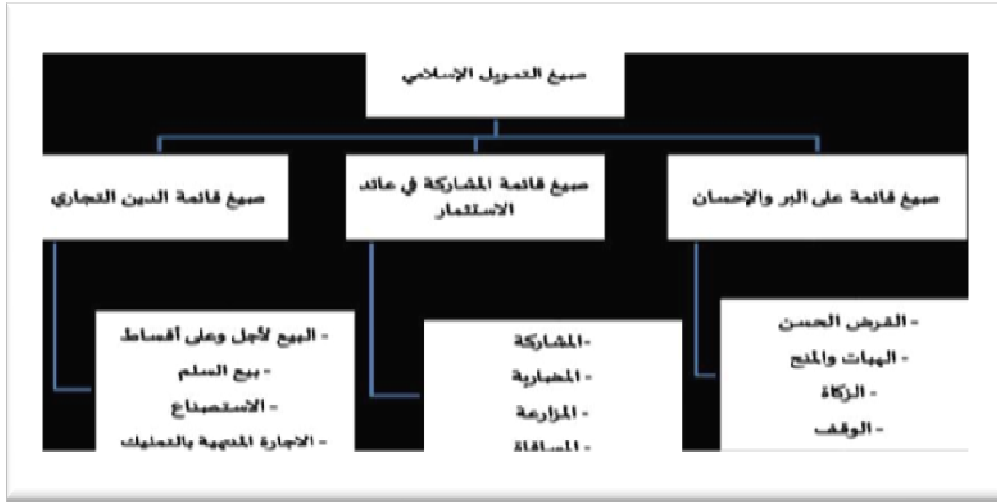 صيغ التمويل الإسلامي
صيغ قائمة على البر والإحسان
صيغ قائمة المشاركة في عائد
الاستثمار
صيغ قائمة الدين التجاري
- القرض الحسن
- الهبات والمنح
- الزكاة
- الوقف
-المشاركة
- المضاربة
- المزارعة
- المساقاة
- البيع لأجل وعلى أقساط
- بيع السلم
- الاستصناع
- الاجارة المنتهية بالتمليك